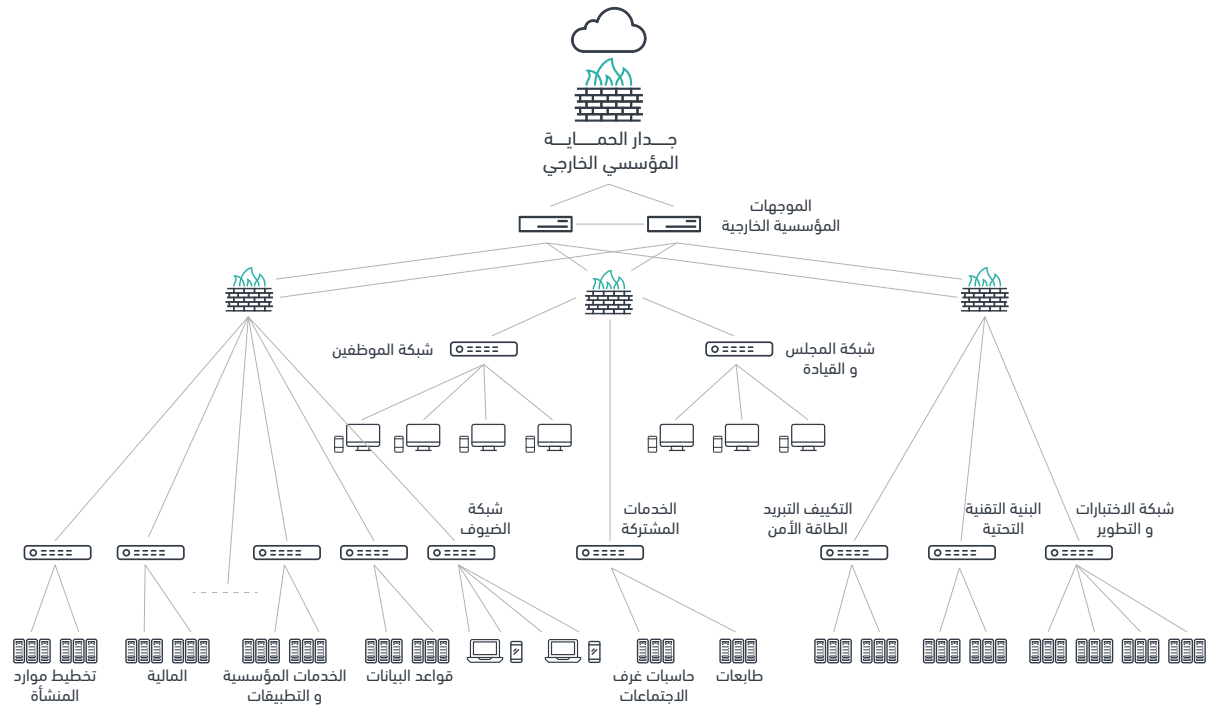 جـــدار الحمـــــايـــة
المؤسسي الخارجي
الموجهات
المؤسسية الخارجية
شبكة المجلس
و القيادة
شبكة الموظفين
شبكة الاختبارات
و التطوير
البنية التقنية
التحتية
التكييف التبريد
الطاقة الأمن
الخدمات
المشتركة
شبكة
الضيوف
طابعات
حاسبات غرف
الاجتماعات
قواعد البيانات
الخدمات المؤسسية
و التطبيقات
المالية
تخطيط موارد
المنشأة